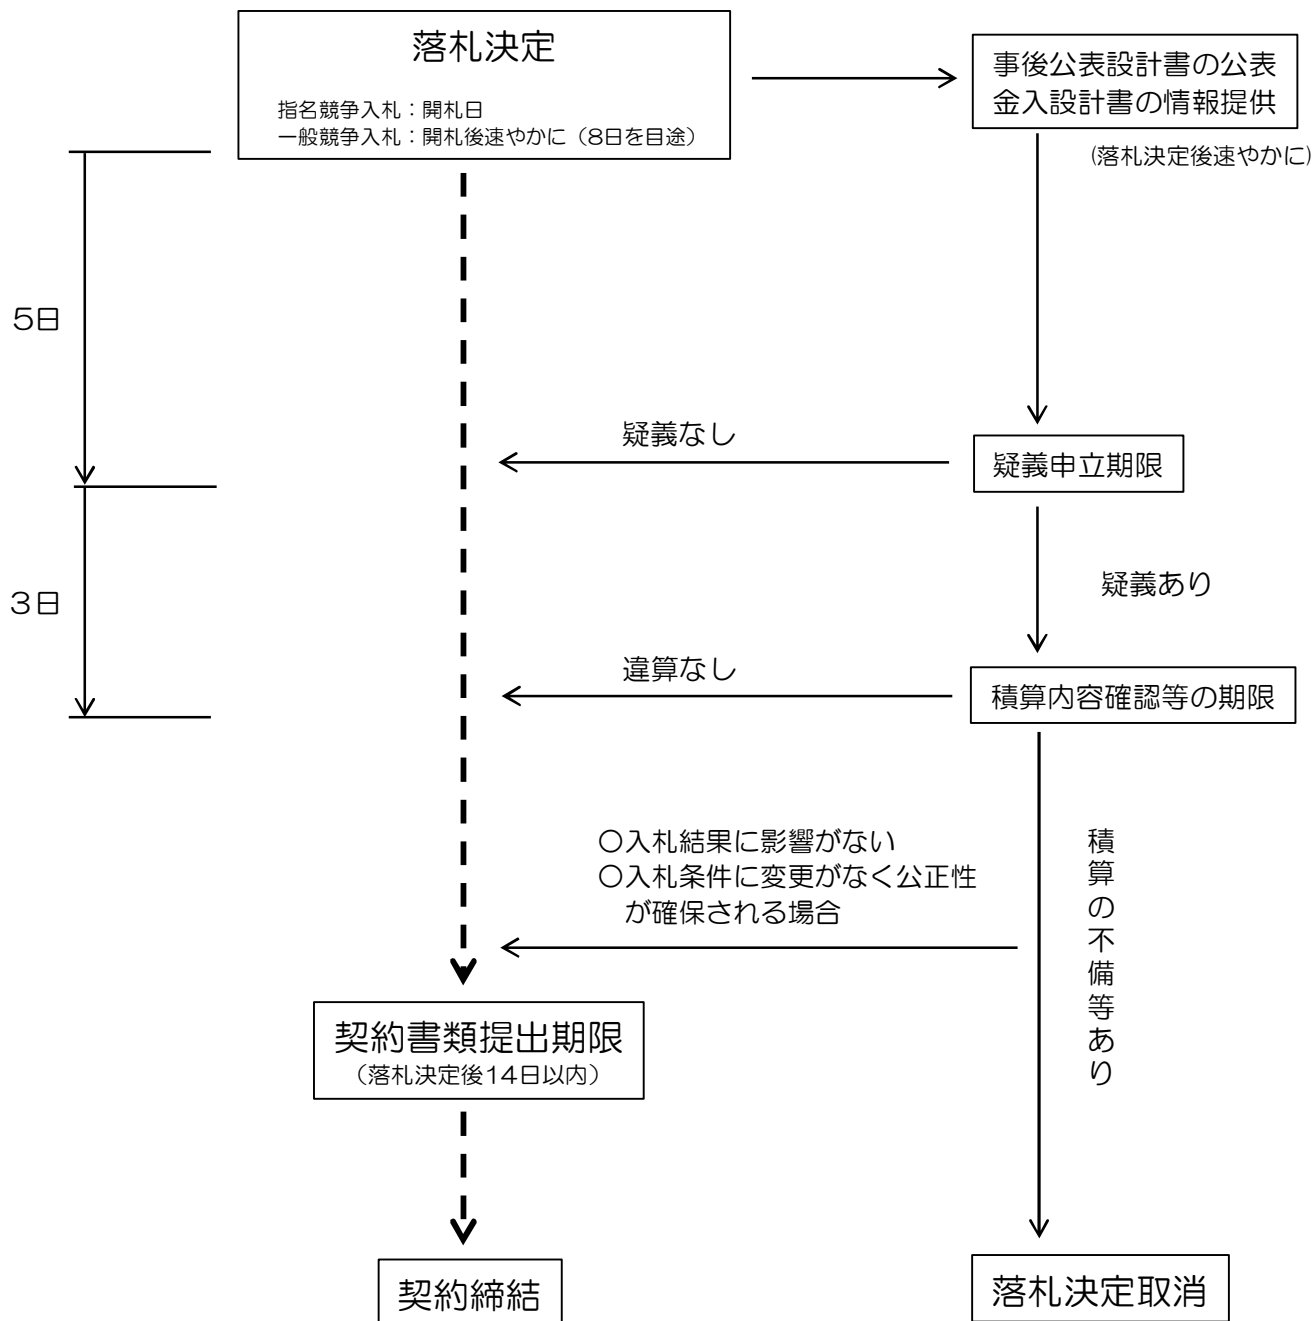 落札決定
指名競争入札：開札日
一般競争入札：開札後速やかに（8日を目途）
事後公表設計書の公表
金入設計書の情報提供
(落札決定後速やかに)
5日
疑義なし
疑義申立期限
疑義あり
3日
違算なし
積算内容確認等の期限
○入札結果に影響がない
○入札条件に変更がなく公正性
が確保される場合
積算の不備等あり
契約書類提出期限
（落札決定後14日以内）
契約締結
落札決定取消